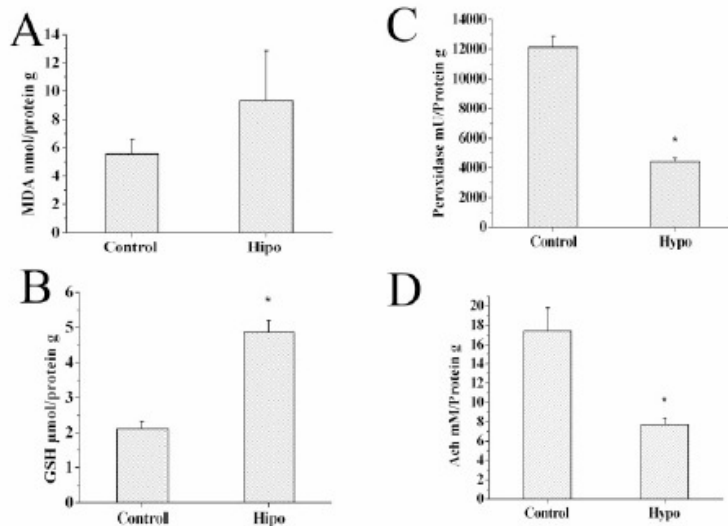 A
MDA nmol/protein g
14
12
10
8
6
4
2
0
Control
Hipo
B
GSH µmol/protein g
6
5
4
3
2
1
0
*
Control
Hipo
C
Peroxidase mU/Protein g
14000
12000
10000
8000
6000
4000
2000
0
*
Control
Hypo
D
Ach mM/Protein g
20
18
16
14
12
10
8
6
4
2
0
*
Control
Hypo